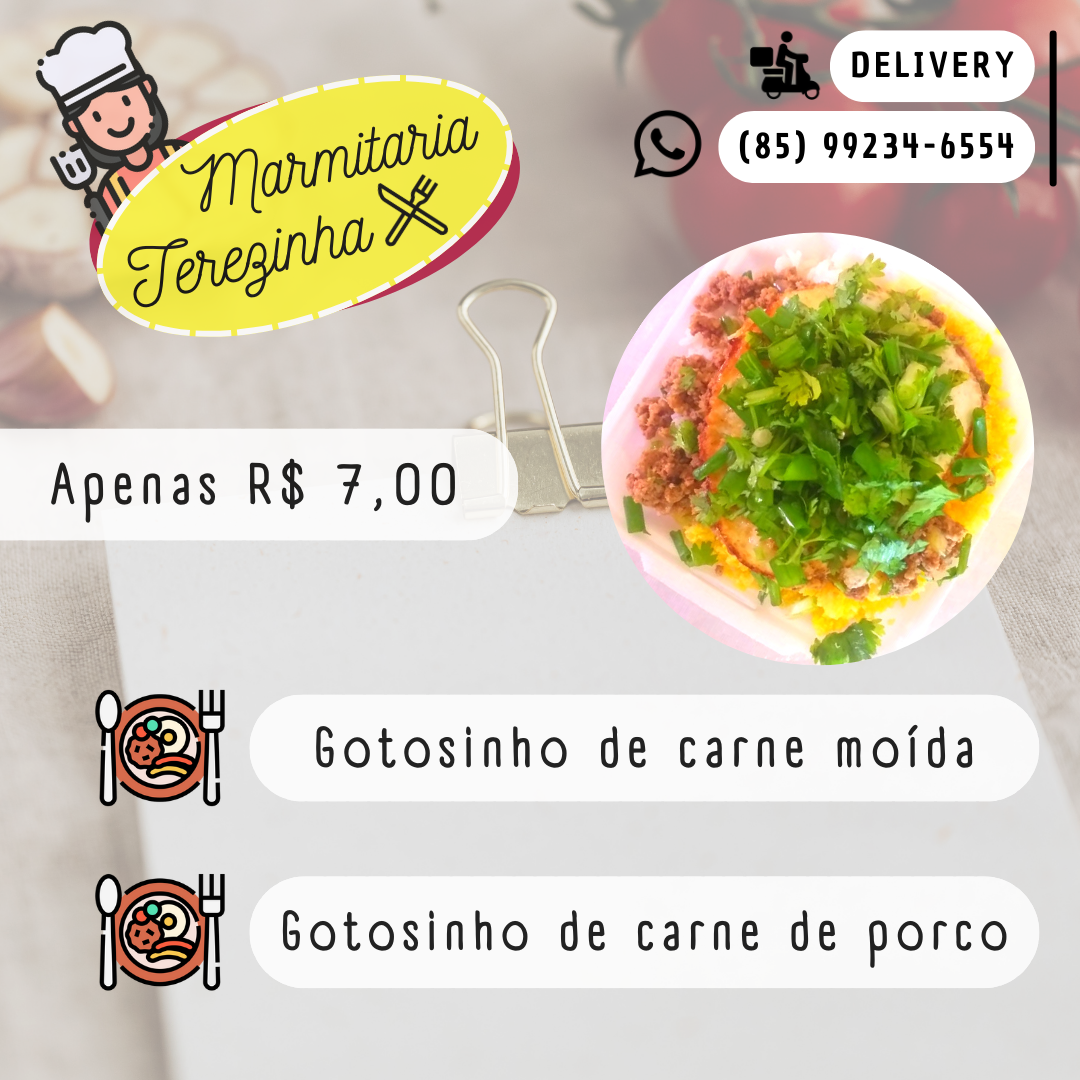 Marmitaria
Terezinha
DELIVERY
(85) 99234-6554
Apenas R$ 7,00
Gotosinho de carne moída
Gotosinho de carne de porco